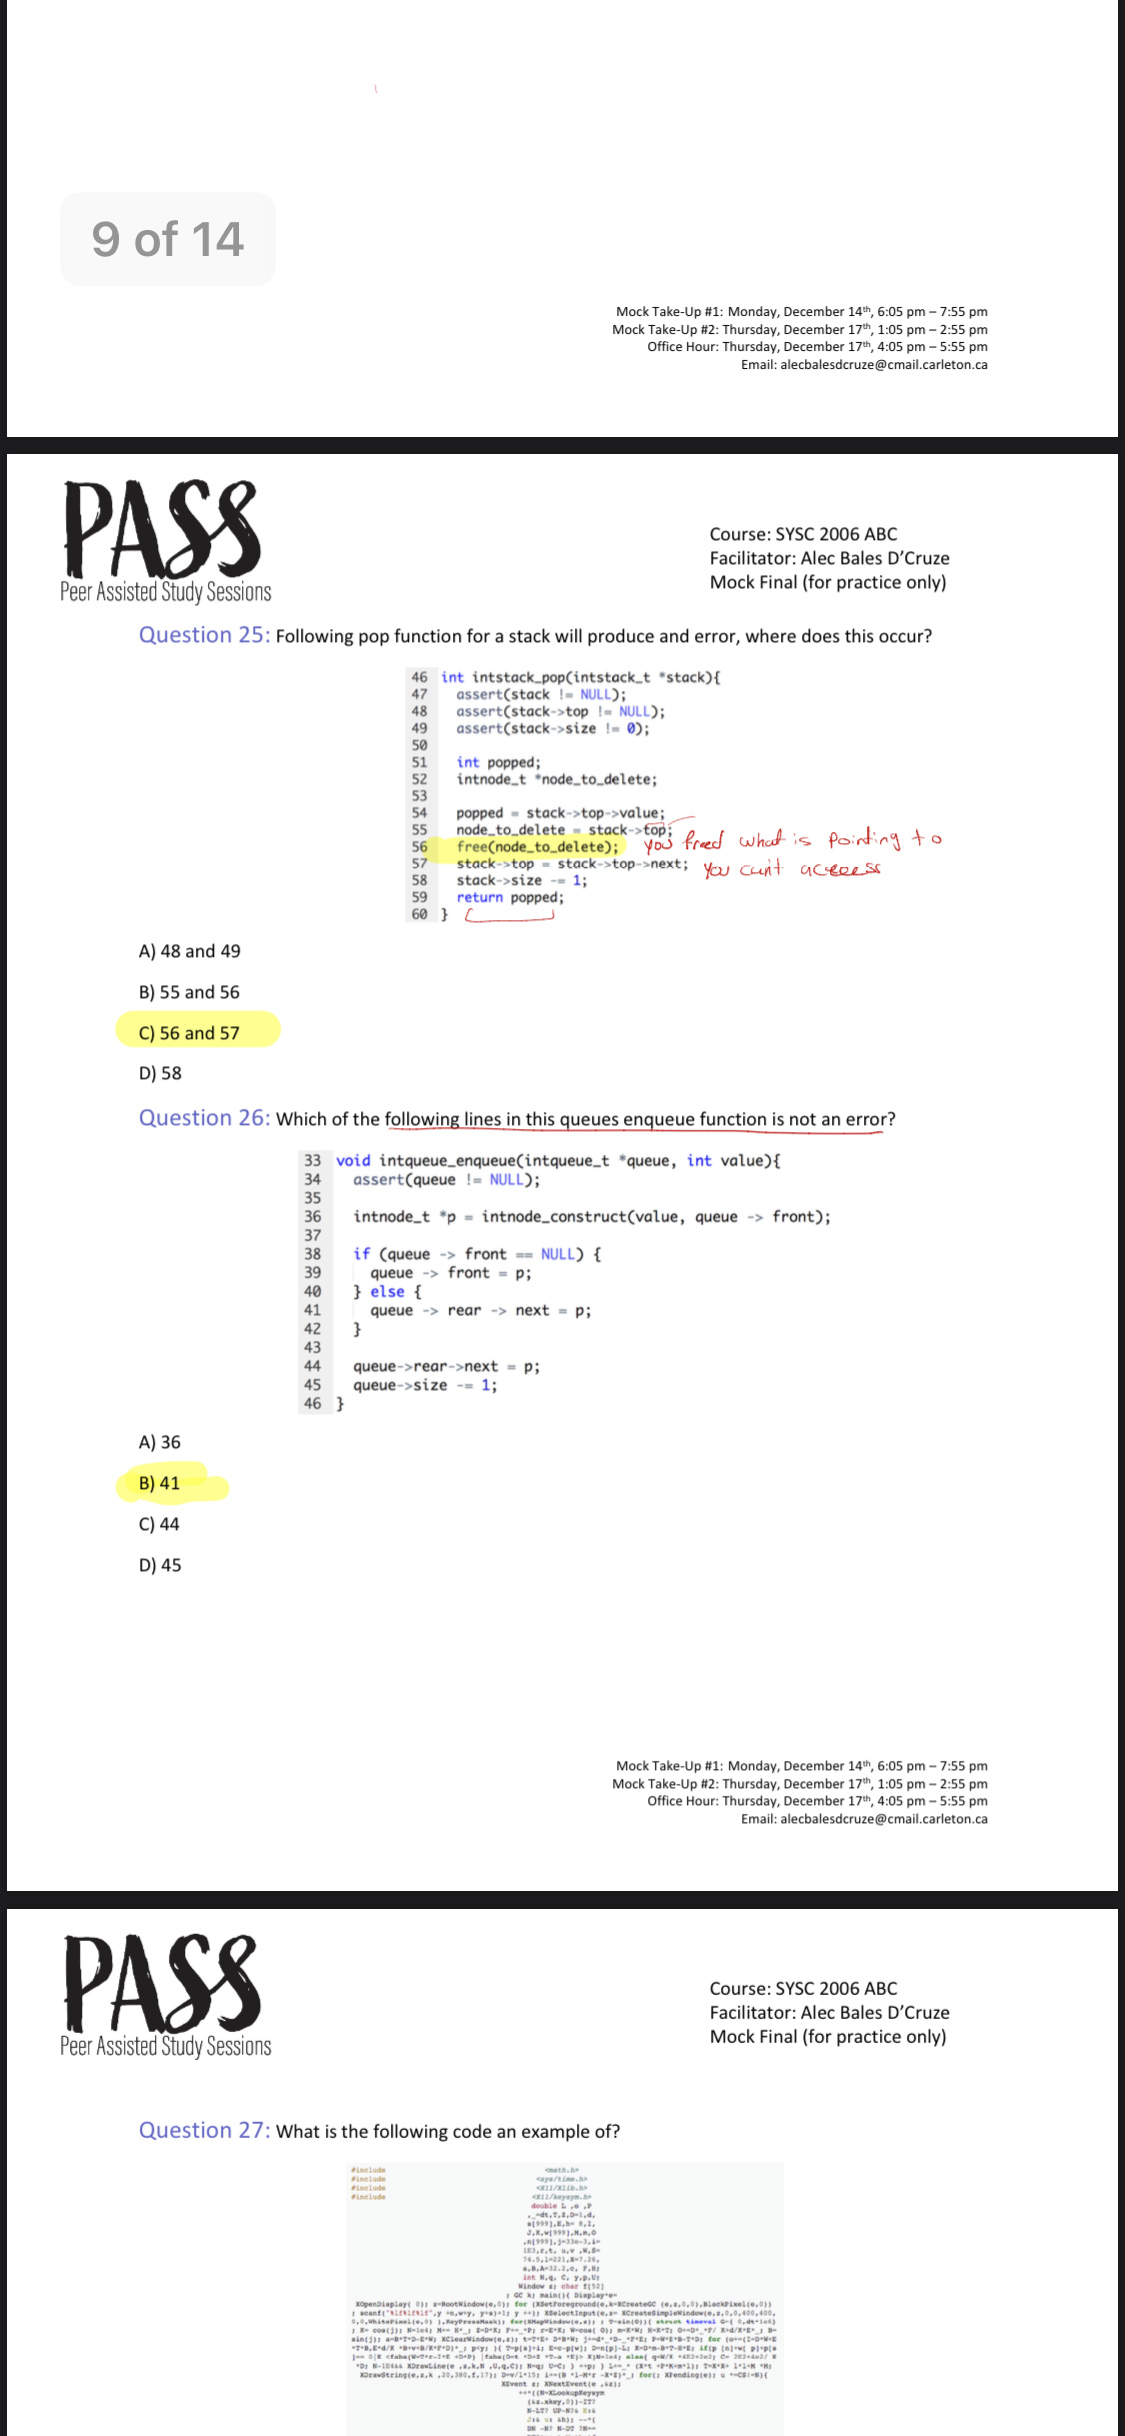 9 of 14
Mock Take-Up #1: Monday, December 14th, 6:05 pm – 7:55 pm
Mock Take-Up #2: Thursday, December 17th, 1:05 pm – 2:55 pm
Office Hour: Thursday, December 17th, 4:05 pm – 5:55 pm
Email: alecbalesdcruze@cmail.carleton.ca
PASS
Peer Assisted Study Sessions
Course: SYSC 2006 ABC
Facilitator: Alec Bales D'Cruze
Mock Final (for practice only)
Question 25: Following pop function for a stack will produce and error, where does this occur?
46 int intstack_pop(intstack_t *stack){
47 assert(stack != NULL);
48 assert(stack->top != NULL);
49 assert(stack->size != 0);
50
51 int popped;
52 intnode_t *node_to_delete;
53
54 popped = stack->top->value;
55 node_to_delete = stack->top;
56 free(node_to_delete); you freed what is pointing to
57 stack->top = stack->top->next; you can't access
58 stack->size -= 1;
59 return popped;
60 }
A) 48 and 49
B) 55 and 56
C) 56 and 57
D) 58
Question 26: Which of the following lines in this queues enqueue function is not an error?
33 void intqueue_enqueue(intqueue_t *queue, int value){
34 assert(queue != NULL);
35
36 intnode_t *p = intnode_construct(value, queue -> front);
37
38 if (queue -> front == NULL) {
39 queue -> front = p;
40 } else {
41 queue -> rear -> next = p;
42 }
43
44 queue->rear->next = p;
45 queue->size -= 1;
46 }
A) 36
B) 41
C) 44
D) 45
Mock Take-Up #1: Monday, December 14th, 6:05 pm – 7:55 pm
Mock Take-Up #2: Thursday, December 17th, 1:05 pm – 2:55 pm
Office Hour: Thursday, December 17th, 4:05 pm – 5:55 pm
Email: alecbalesdcruze@cmail.carleton.ca
PASS
Peer Assisted Study Sessions
Course: SYSC 2006 ABC
Facilitator: Alec Bales D'Cruze
Mock Final (for practice only)
Question 27: What is the following code an example of?
#include <math.h>
#include <sys/time.h>
#include <X11/Xlib.h>
#include <X11/keysym.h>